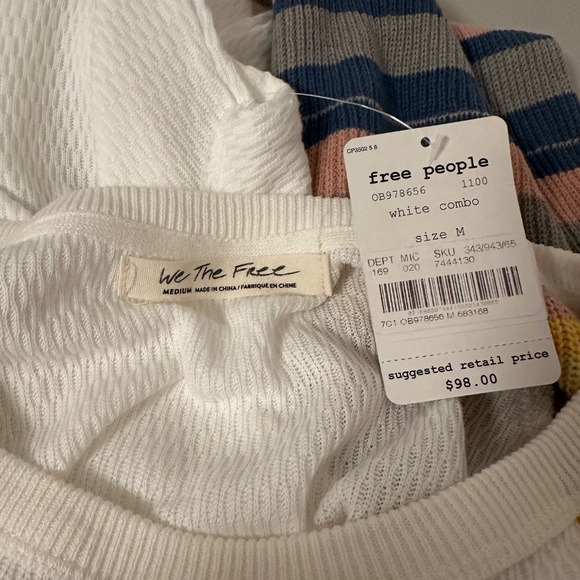 We The Free
MEDIUM MADE IN CHINA / FABRIQUÉ EN CHINE
CP3502 5 8
free people
OB978656 1100
white combo
size M
DEPT MIC SKU 343/943/65
169 020 7444130
7C1 OB978656 M 683168
suggested retail price
$98.00